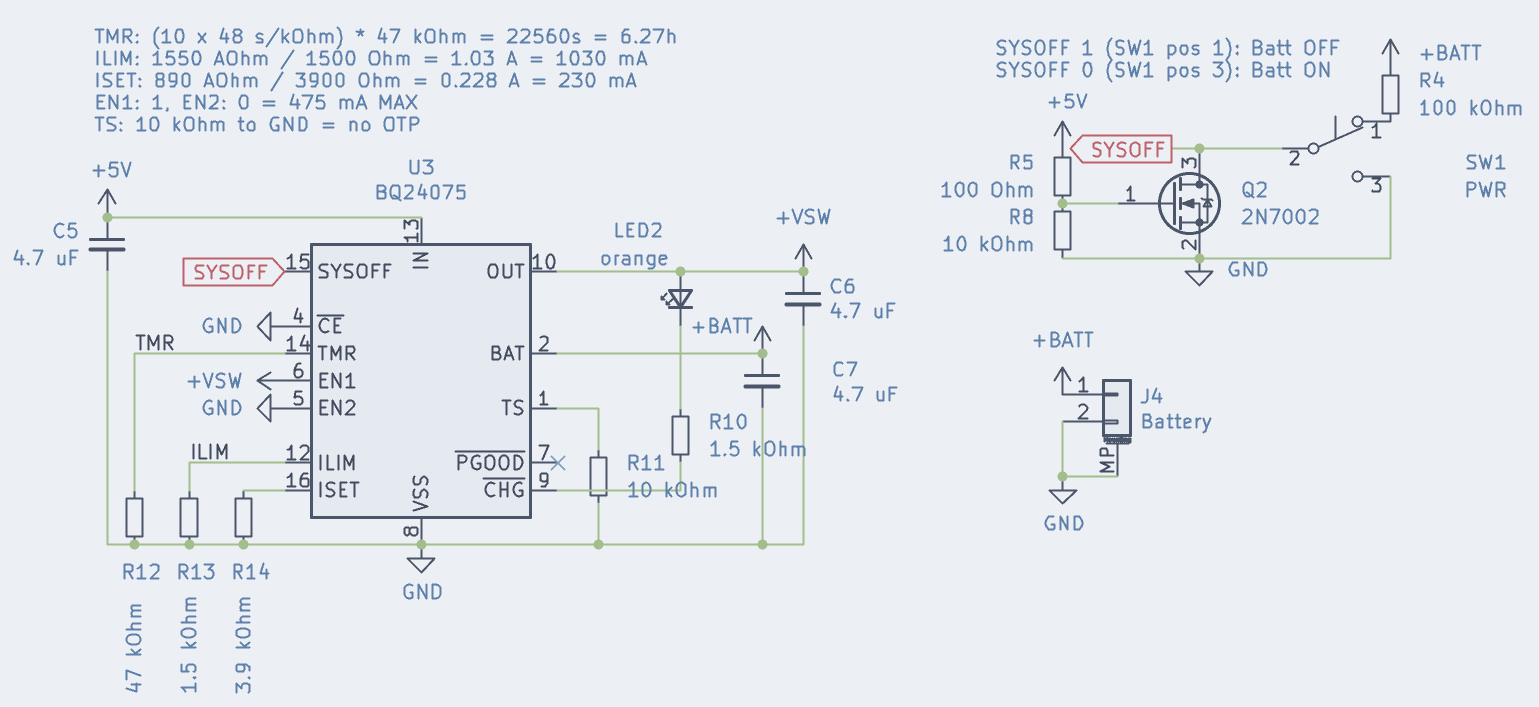 TMR: (10 x 48 s/kOhm) * 47 kOhm = 22560s = 6.27h
ILIM: 1550 AOhm / 1500 Ohm = 1.03 A = 1030 mA
ISET: 890 AOhm / 3900 Ohm = 0.228 A = 230 mA
EN1: 1, EN2: 0 = 475 mA MAX
TS: 10 kOhm to GND = no OTP
SYSOFF 1 (SW1 pos 1): Batt OFF
SYSOFF 0 (SW1 pos 3): Batt ON
+5V
C5
4.7 uF
U3
BQ24075
13
IN
SYSOFF
15
SYSOFF
GND
4
CE
TMR
14
TMR
+VSW
6
EN1
GND
5
EN2
ILIM
12
ILIM
16
ISET
VSS
8
GND
OUT
10
BAT
2
TS
1
PGOOD
7
CHG
9
LED2
orange
+VSW
C6
4.7 uF
+BATT
C7
4.7 uF
R10
1.5 kOhm
R11
10 kOhm
R12
47 kOhm
R13
1.5 kOhm
R14
3.9 kOhm
+5V
SYSOFF
R5
100 Ohm
R8
10 kOhm
1
3
2
Q2
2N7002
GND
+BATT
R4
100 kOhm
1
2
3
SW1
PWR
+BATT
1
2
J4
Battery
MP
GND